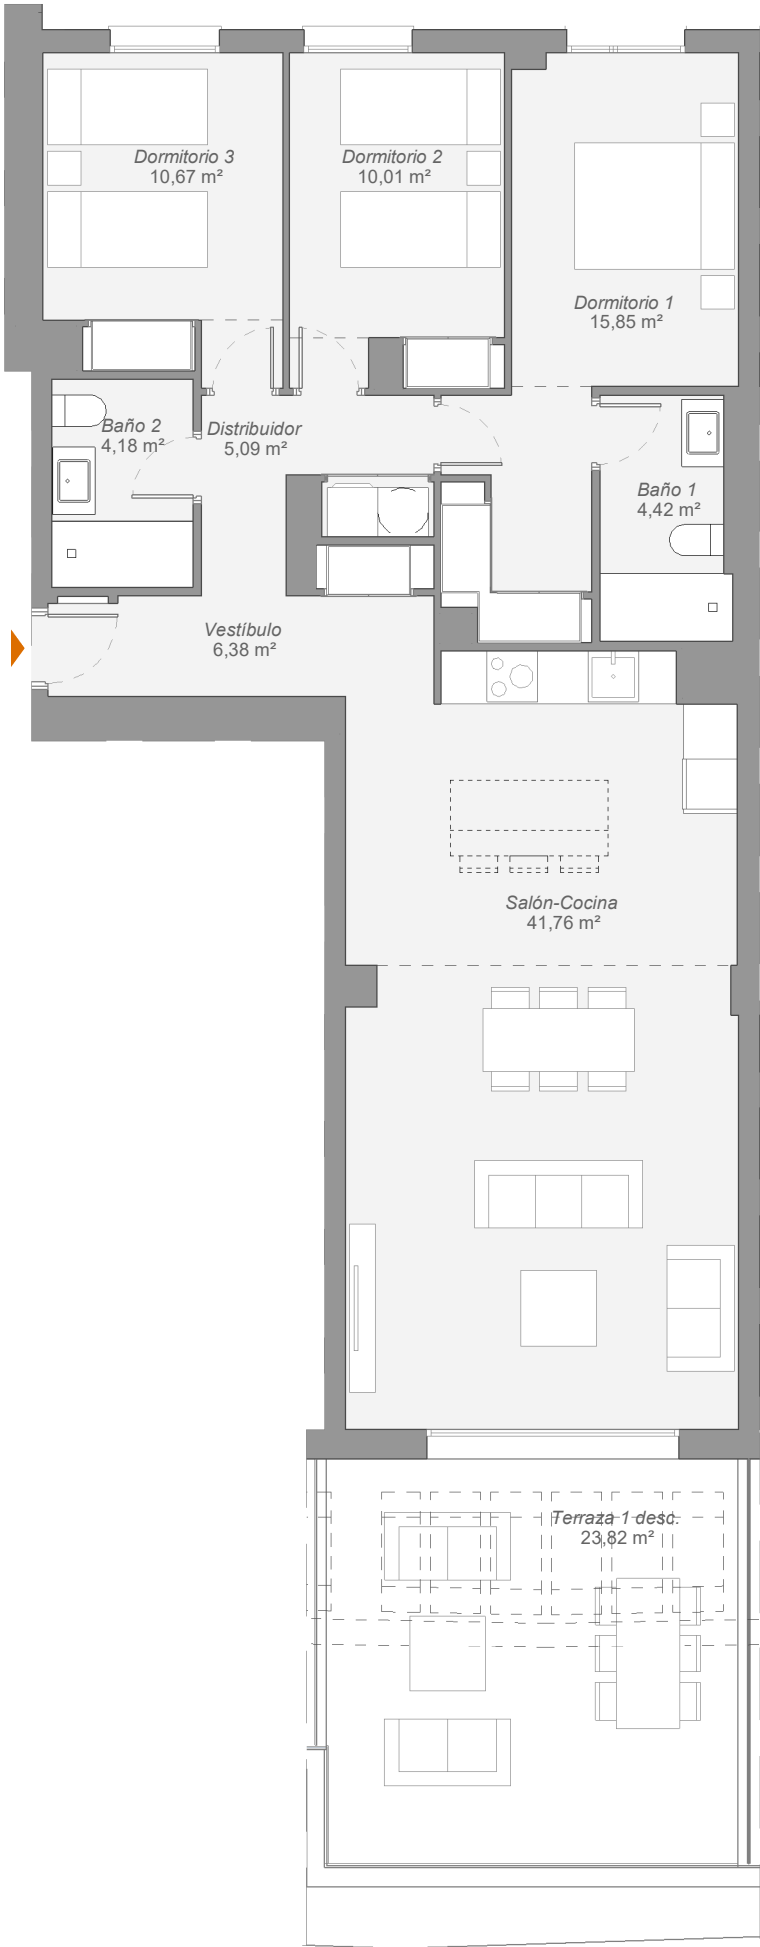 Dormitorio 3
10,67 m²
Dormitorio 2
10,01 m²
Dormitorio 1
15,85 m²
Baño 2
4,18 m²
Distribuidor
5,09 m²
Baño 1
4,42 m²
Vestíbulo
6,38 m²
Salón-Cocina
41,76 m²
Terraza 1 desc.
23,82 m²